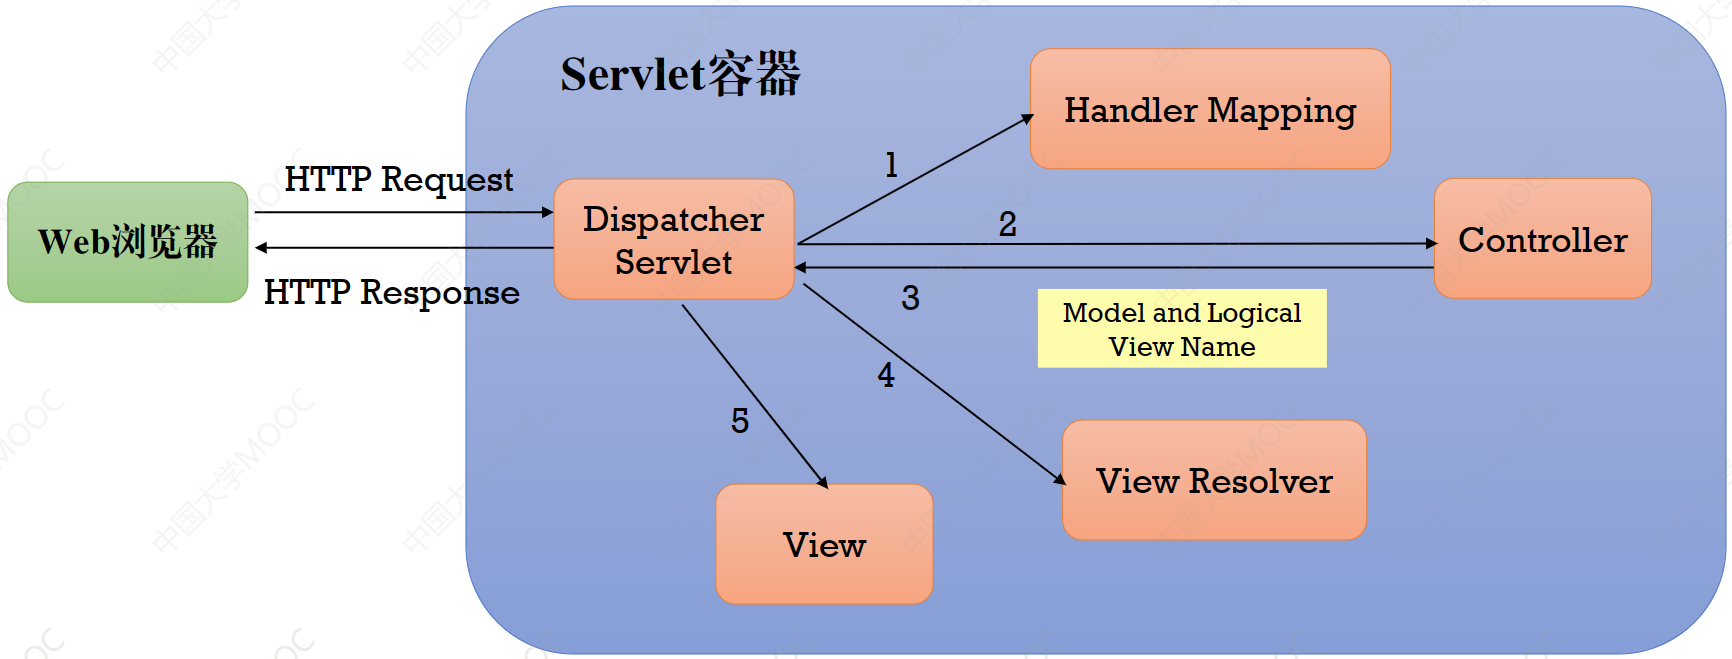 Servlet容器
Handler Mapping
HTTP Request
1
Web浏览器
Dispatcher
Servlet
2
Controller
HTTP Response
3
Model and Logical
View Name
4
5
View Resolver
View
中国大学MOOC